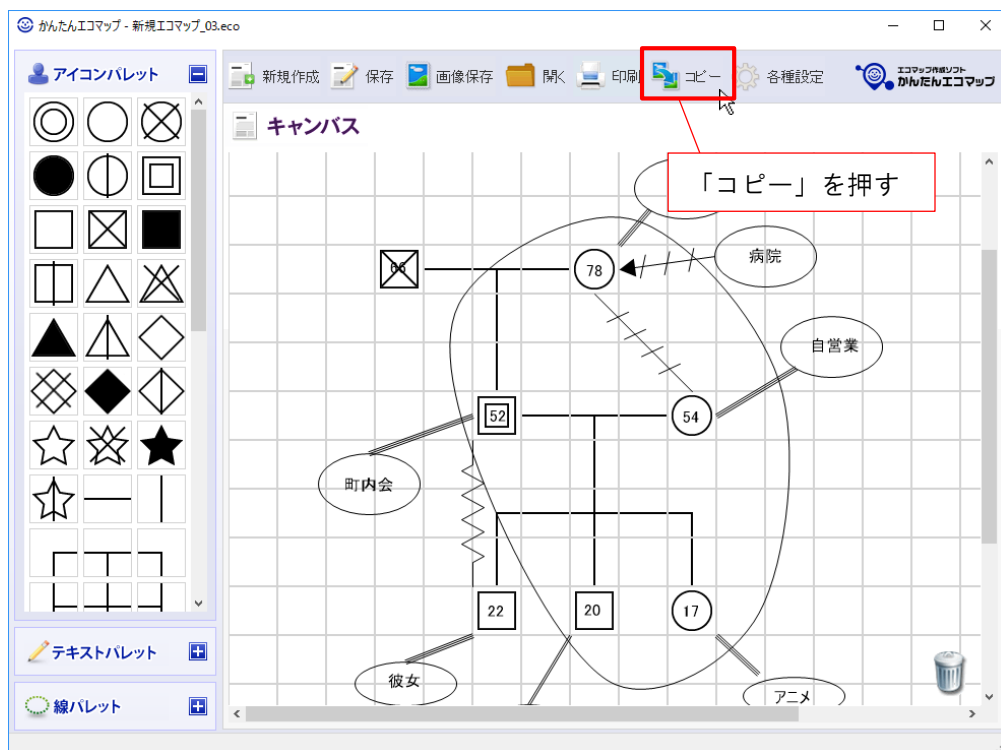 かんたんエコマップ - 新規エコマップ_03.eco
アイコンパレット
新規作成
保存
画像保存
開く
印刷
コピー
各種設定
エコマップ作成ソフト
かんたんエコマップ
キャンバス
「コピー」を押す
66
78
病院
自営業
52
54
町内会
22
20
17
彼女
アニメ
テキストパレット
線パレット